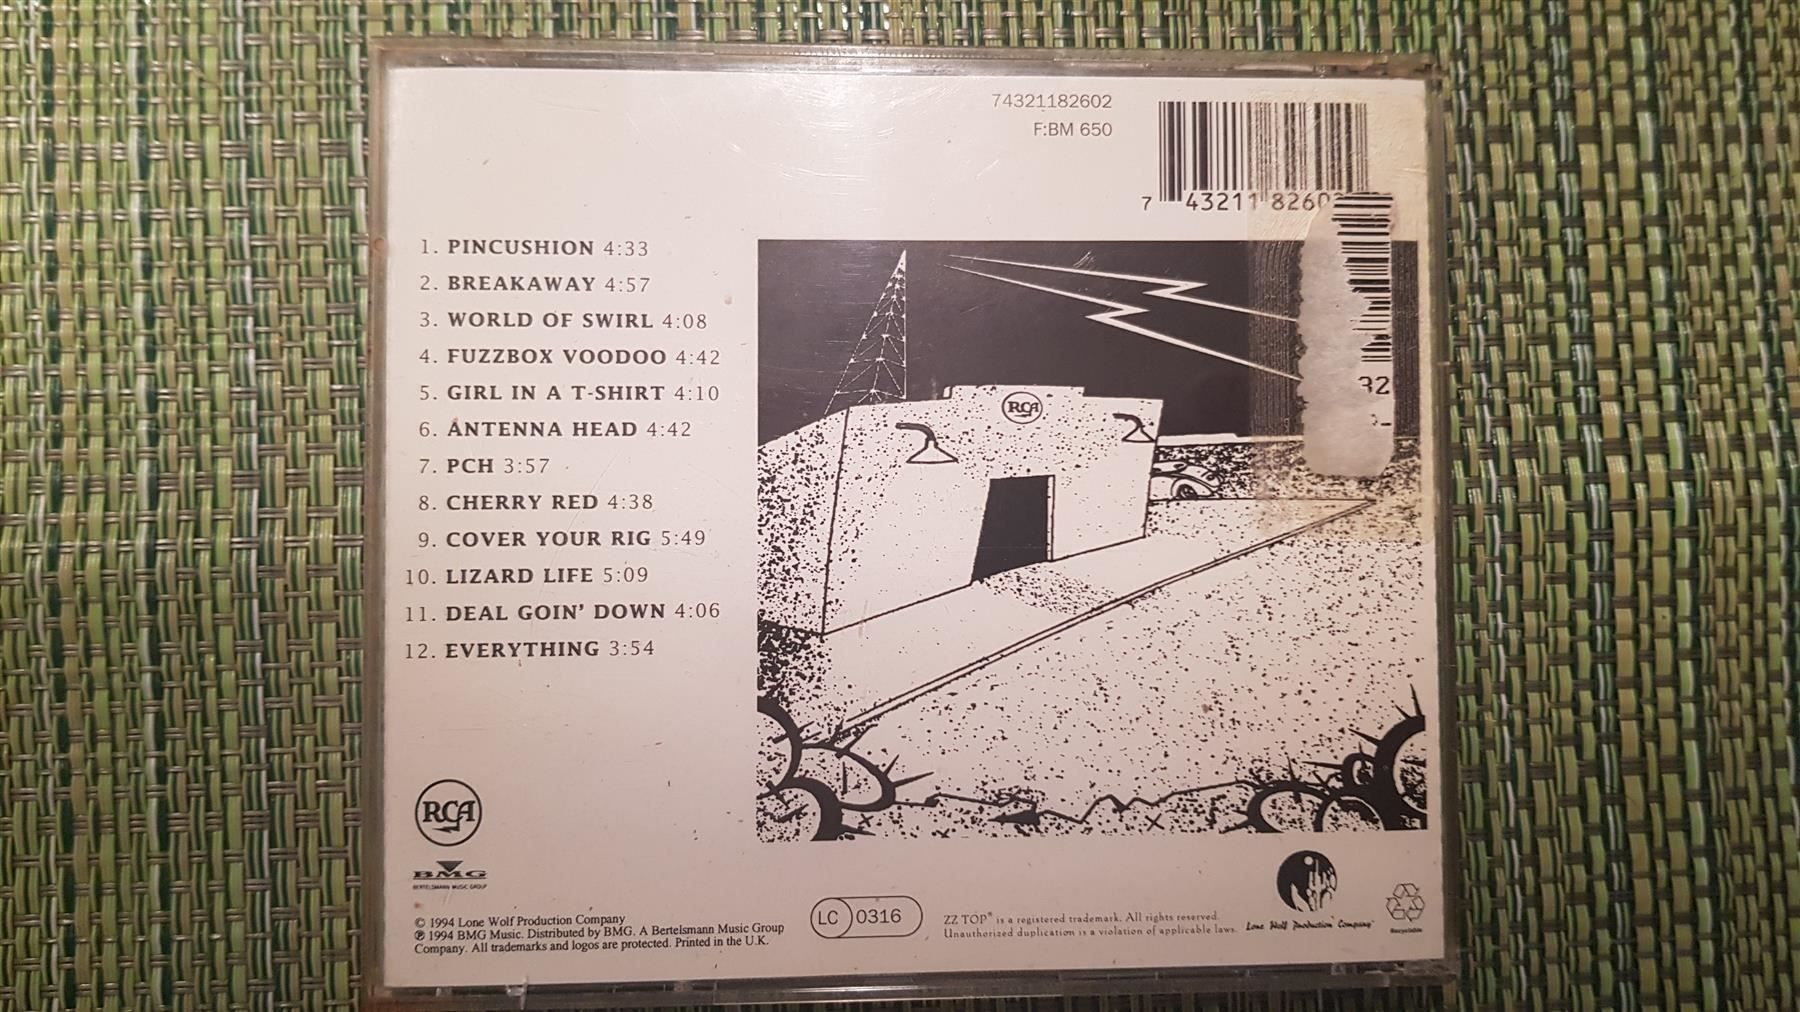 74321182602
F:BM 650
7 43211 8260
32
1. PINCUSHION 4:33
2. BREAKAWAY 4:57
3. WORLD OF SWIRL 4:08
4. FUZZBOX VOODOO 4:42
5. GIRL IN A T-SHIRT 4:10
6. ANTENNA HEAD 4:42
7. PCH 3:57
8. CHERRY RED 4:38
9. COVER YOUR RIG 5:49
10. LIZARD LIFE 5:09
11. DEAL GOIN' DOWN 4:06
12. EVERYTHING 3:54
RCA
RCA
BMG
BERTELSMANN MUSIC GROUP
© 1994 Lone Wolf Production Company
℗ 1994 BMG Music. Distributed by BMG. A Bertelsmann Music Group
Company. All trademarks and logos are protected. Printed in the U.K.
LC 0316
ZZ TOP® is a registered trademark. All rights reserved.
Unauthorized duplication is a violation of applicable laws.
Lone Wolf Production Company
Recyclable